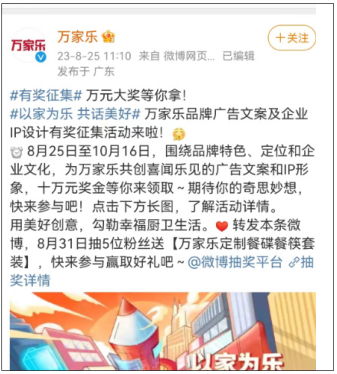 万家乐
万家乐
+关注
23-8-25 11:10 来自 微博网页... 已编辑
发布于 广东
#有奖征集# 万元大奖等你拿！
#以家为乐 共话美好# 万家乐品牌广告文案及企业
IP设计有奖征集活动来啦！
8月25日至10月16日，围绕品牌特色、定位和企
业文化，为万家乐共创喜闻乐见的广告文案和IP形
象，十万元奖金等你来领取～期待你的奇思妙想，
快来参与吧！点击下方长图，了解活动详情。
用美好创意，勾勒幸福厨卫生活。 转发本条微
博，8月31日抽5位粉丝送【万家乐定制餐碟餐筷套
装】，快来参与赢取好礼吧～@微博抽奖平台 抽
奖详情
以家为乐